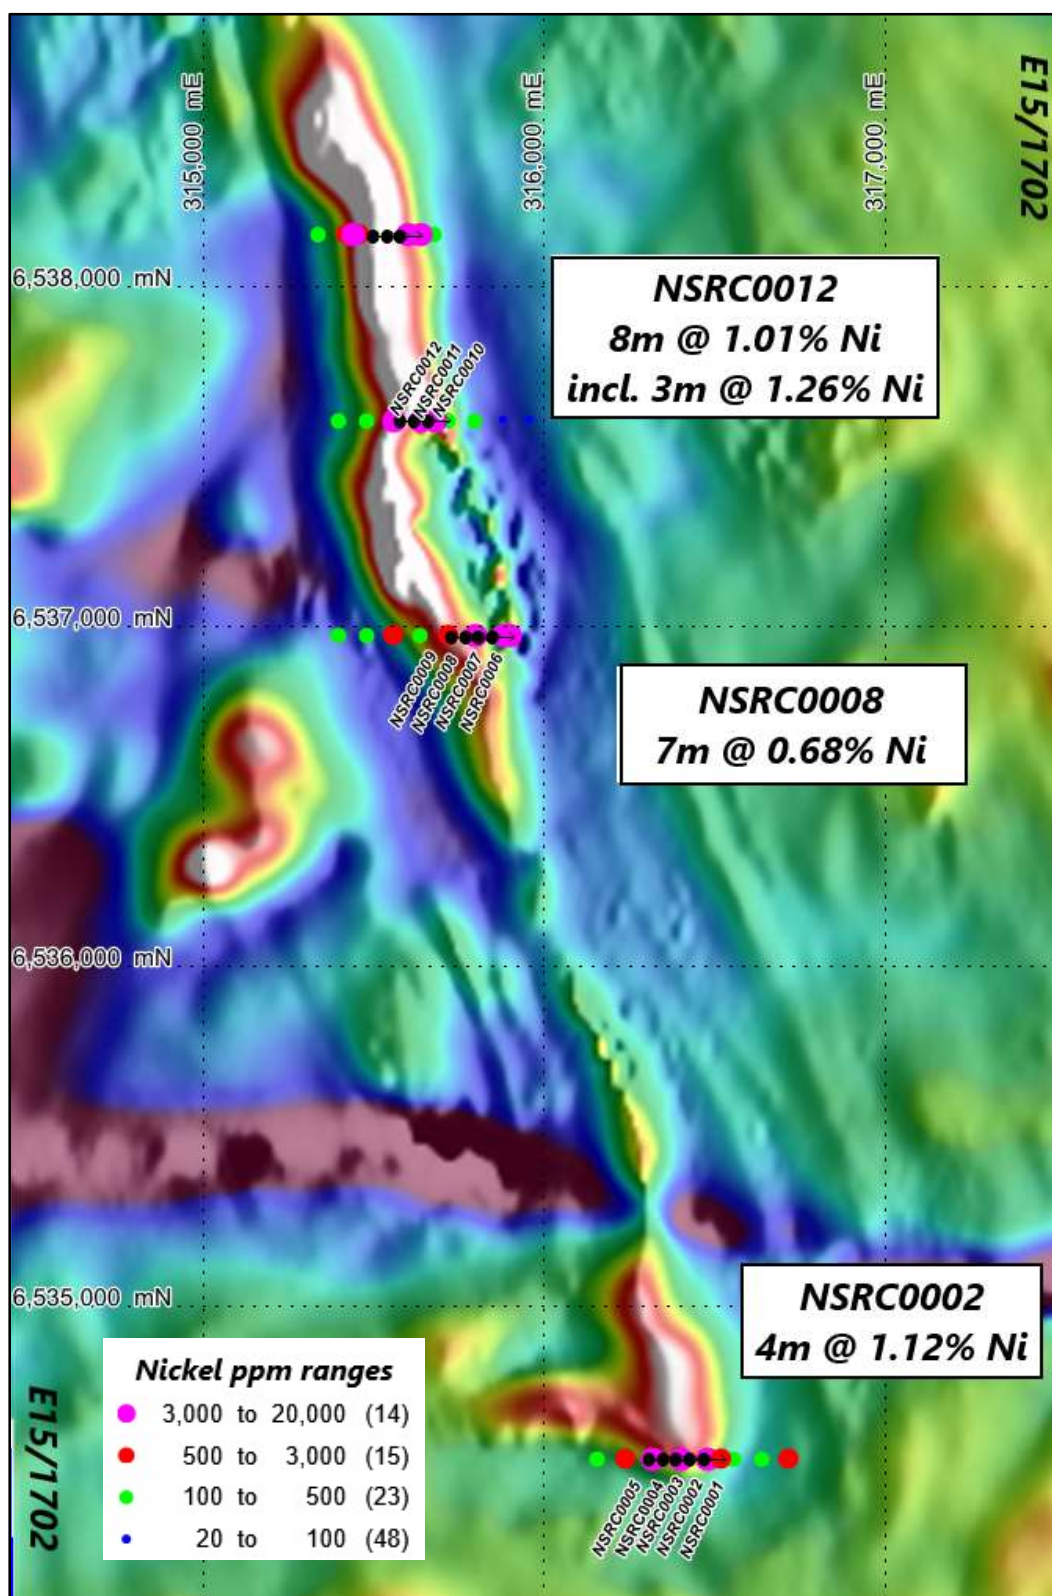 315,000 mE
316,000 mE
317,000 mE
E15/1702
6,538,000 mN
NSRC0012
8m @ 1.01% Ni
incl. 3m @ 1.26% Ni
NSRC0012
NSRC0011
NSRC0010
6,537,000 mN
NSRC0009
NSRC0008
NSRC0007
NSRC0006
NSRC0008
7m @ 0.68% Ni
6,536,000 mN
6,535,000 mN
NSRC0002
4m @ 1.12% Ni
Nickel ppm ranges
3,000 to 20,000 (14)
500 to 3,000 (15)
100 to 500 (23)
20 to 100 (48)
E15/1702
NSRC0005
NSRC0004
NSRC0003
NSRC0002
NSRC0001